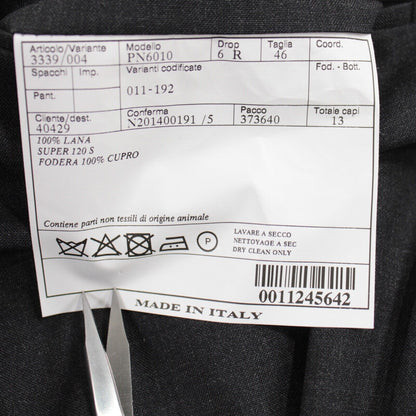 Articolo/Variante Modello Drop Taglia Coord.
3339/004 PN6010 6 R 46
Spacchi Imp. Varianti codificate Fod. - Bott.
Pant. 011-192
Cliente/dest. Conferma Pacco Totale capi
40429 N201400191 /5 373640 13
100% LANA
SUPER 120 S
FODERA 100% CUPRO
Contiene parti non tessili di origine animale
P
LAVARE A SECCO
NETTOYAGE A SEC
DRY CLEAN ONLY
0011245642
MADE IN ITALY